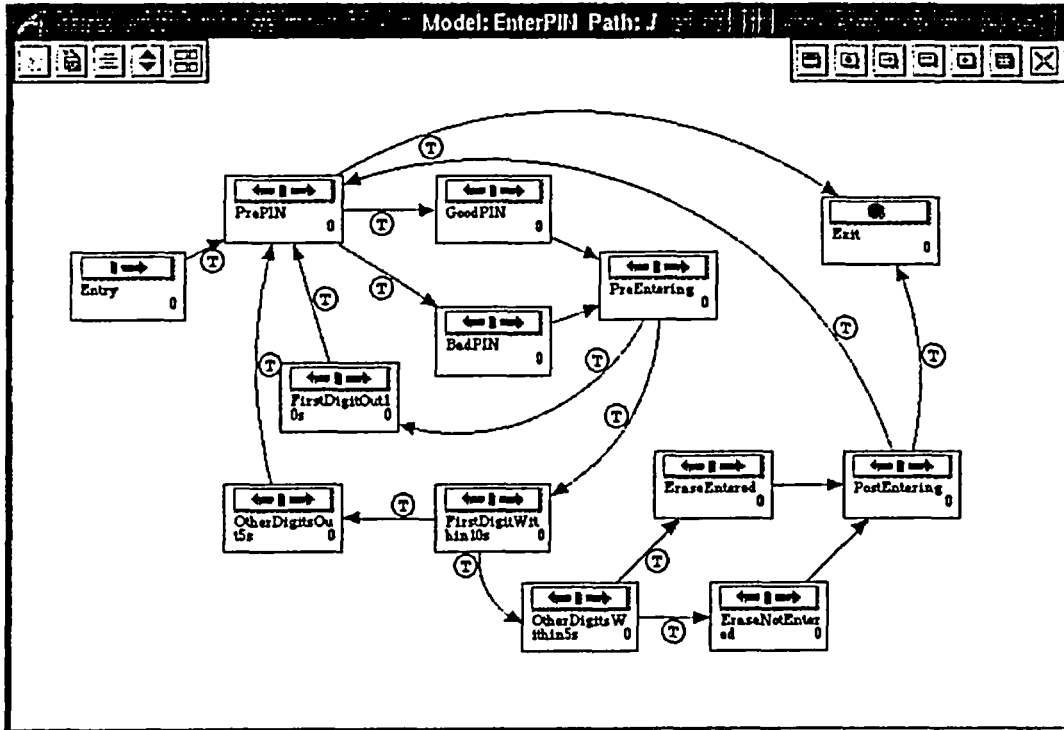 Model: EnterPIN Path: ./
T
PrePIN
0
T
GoodPIN
0
Exit
0
T
Entry
0
T
PreEntering
0
T
BadPIN
0
T
T
T
T
T
FirstDigitOut1
0s 0
T
EraseEntered
0
PostEntering
0
OtherDigitsOu
t5s 0
T
FirstDigitWit
hin10s 0
T
T
OtherDigitsW
ithin5s 0
T
EraseNotEnter
ed 0